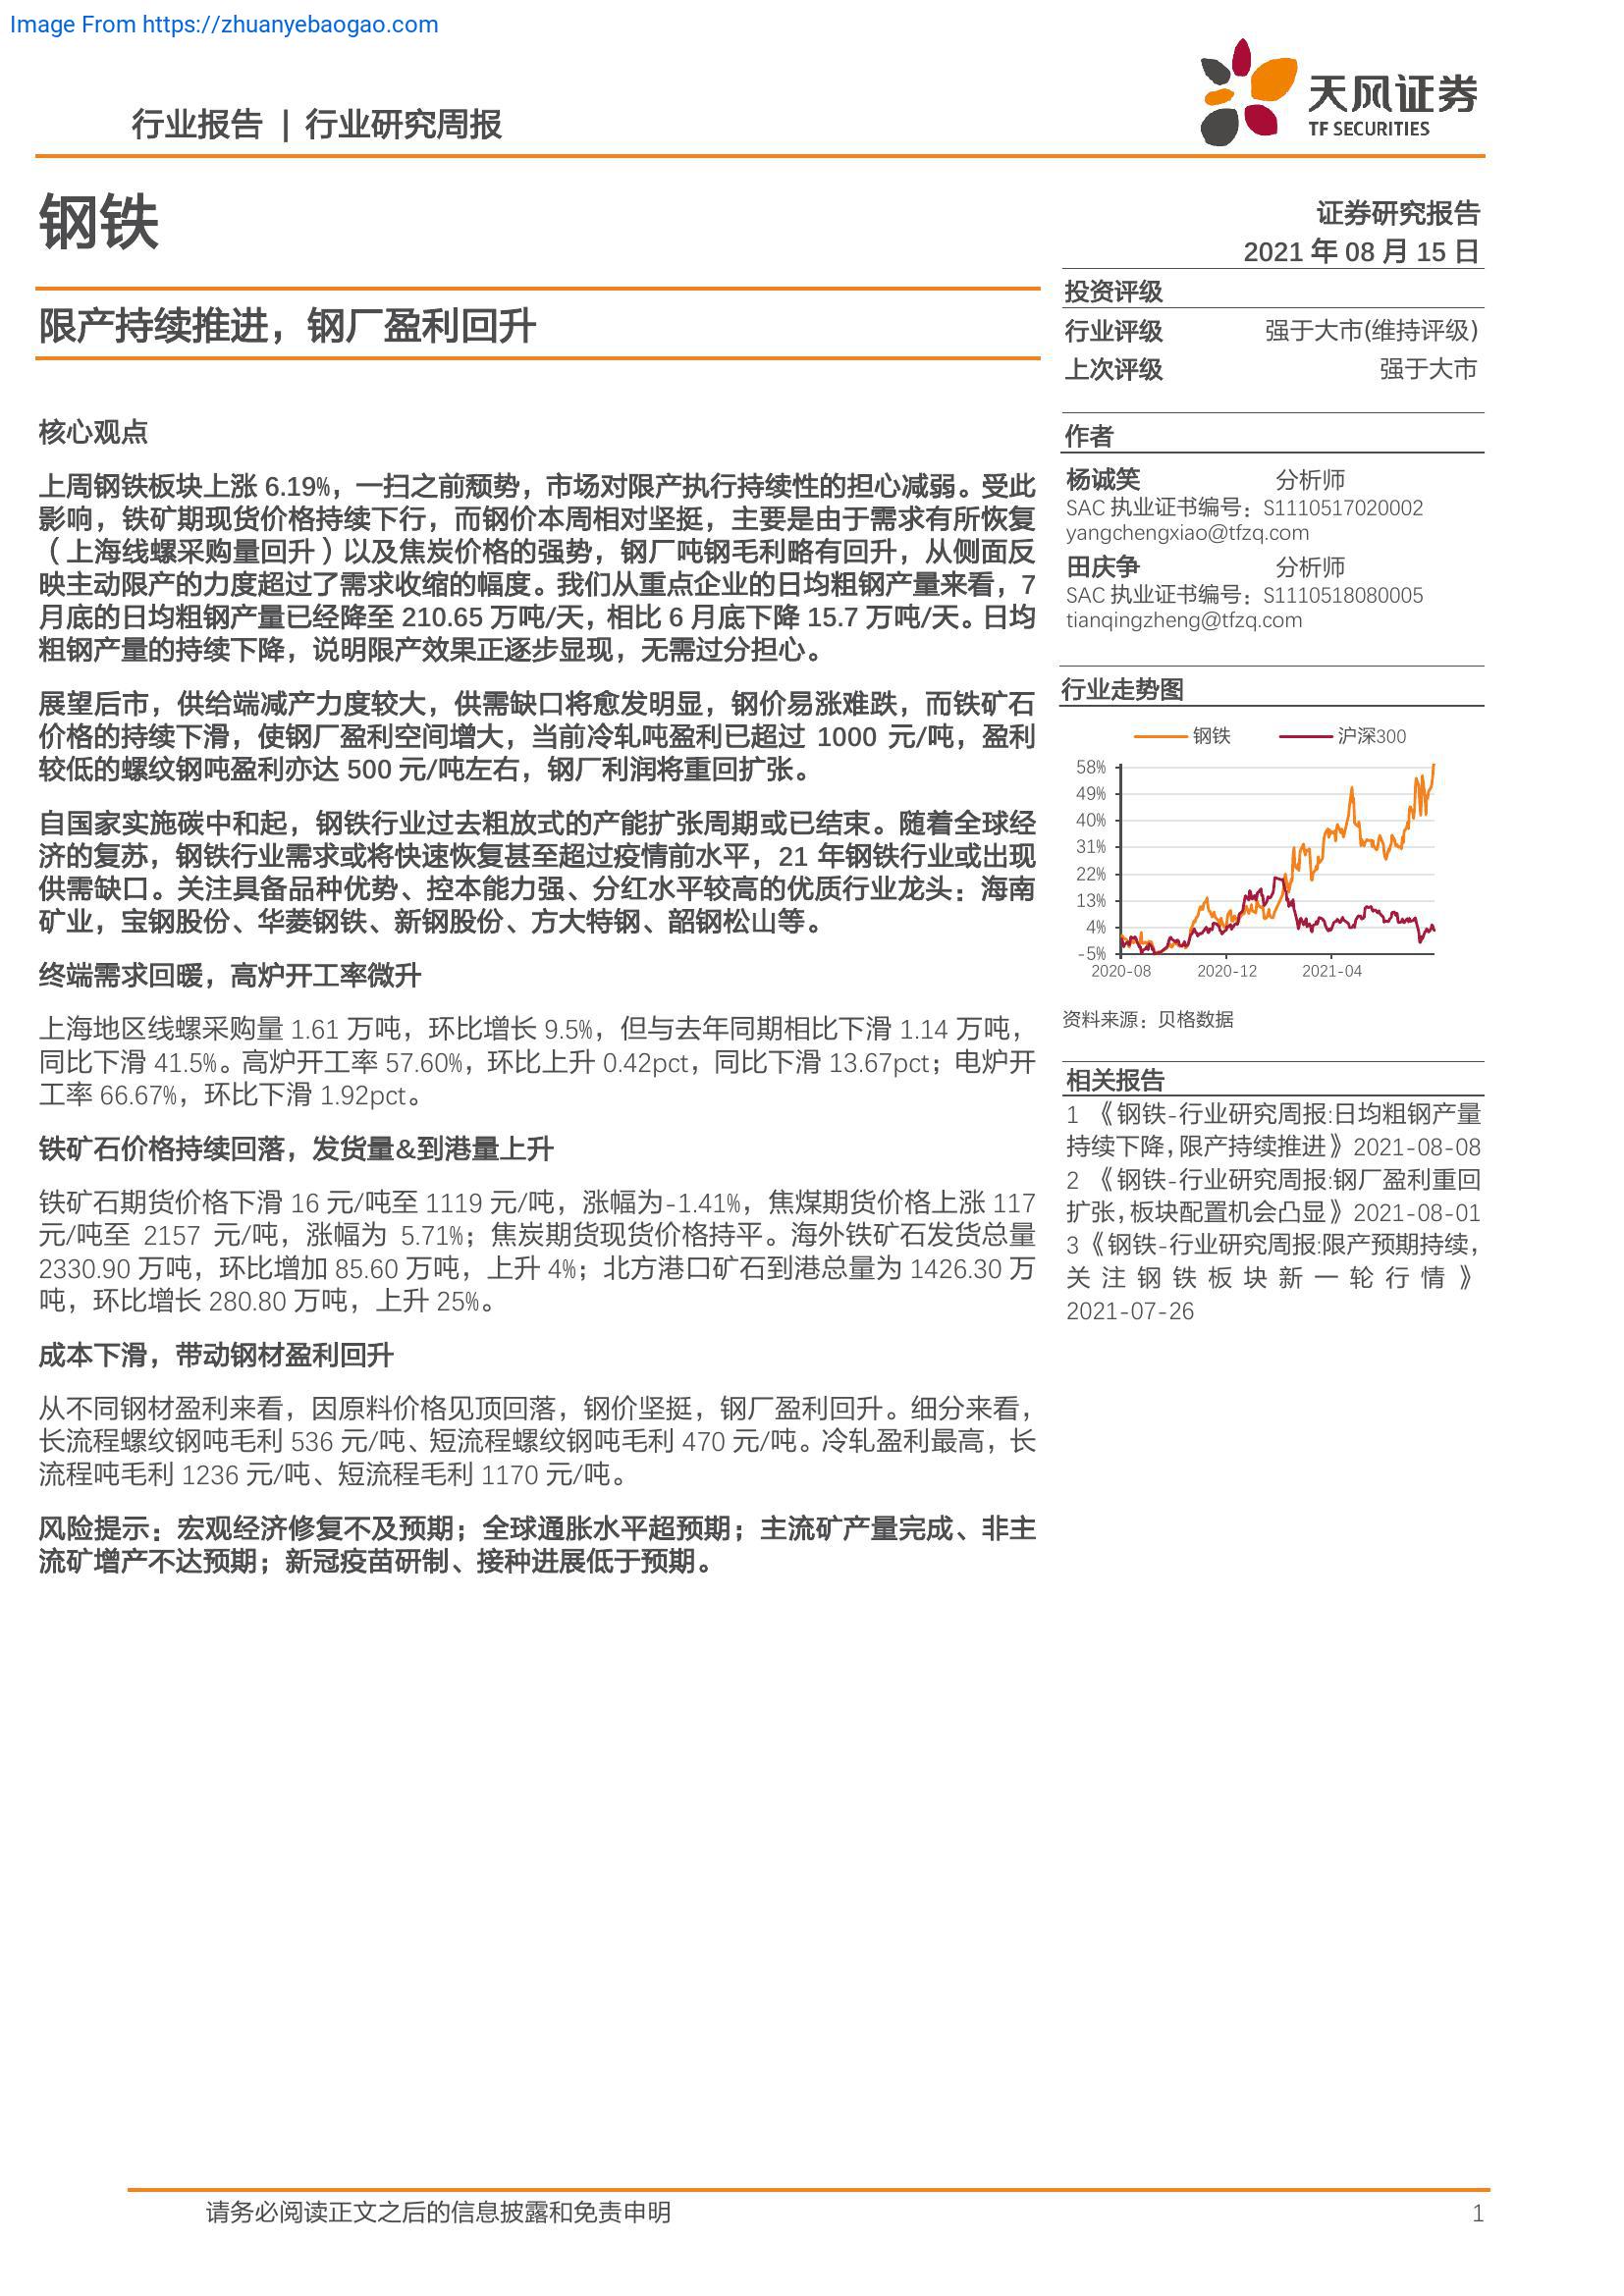 Image From https://zhuanyebaogao.com
行业报告 | 行业研究周报
天风证券
TF SECURITIES
钢铁
证券研究报告
2021 年 08 月 15 日
限产持续推进，钢厂盈利回升
核心观点
上周钢铁板块上涨 6.19%，一扫之前颓势，市场对限产执行持续性的担心减弱。受此
影响，铁矿期现货价格持续下行，而钢价本周相对坚挺，主要是由于需求有所恢复
（上海线螺采购量回升）以及焦炭价格的强势，钢厂吨钢毛利略有回升，从侧面反
映主动限产的力度超过了需求收缩的幅度。我们从重点企业的日均粗钢产量来看，7
月底的日均粗钢产量已经降至 210.65 万吨/天，相比 6 月底下降 15.7 万吨/天。日均
粗钢产量的持续下降，说明限产效果正逐步显现，无需过分担心。
展望后市，供给端减产力度较大，供需缺口将愈发明显，钢价易涨难跌，而铁矿石
价格的持续下滑，使钢厂盈利空间增大，当前冷轧吨盈利已超过 1000 元/吨，盈利
较低的螺纹钢吨盈利亦达 500 元/吨左右，钢厂利润将重回扩张。
自国家实施碳中和起，钢铁行业过去粗放式的产能扩张周期或已结束。随着全球经
济的复苏，钢铁行业需求或将快速恢复甚至超过疫情前水平，21 年钢铁行业或出现
供需缺口。关注具备品种优势、控本能力强、分红水平较高的优质行业龙头：海南
矿业，宝钢股份、华菱钢铁、新钢股份、方大特钢、韶钢松山等。
终端需求回暖，高炉开工率微升
上海地区线螺采购量 1.61 万吨，环比增长 9.5%，但与去年同期相比下滑 1.14 万吨，
同比下滑 41.5%。高炉开工率 57.60%，环比上升 0.42pct，同比下滑 13.67pct；电炉开
工率 66.67%，环比下滑 1.92pct。
铁矿石价格持续回落，发货量&到港量上升
铁矿石期货价格下滑 16 元/吨至 1119 元/吨，涨幅为-1.41%，焦煤期货价格上涨 117
元/吨至 2157 元/吨，涨幅为 5.71%；焦炭期货现货价格持平。海外铁矿石发货总量
2330.90 万吨，环比增加 85.60 万吨，上升 4%；北方港口矿石到港总量为 1426.30 万
吨，环比增长 280.80 万吨，上升 25%。
成本下滑，带动钢材盈利回升
从不同钢材盈利来看，因原料价格见顶回落，钢价坚挺，钢厂盈利回升。细分来看，
长流程螺纹钢吨毛利 536 元/吨、短流程螺纹钢吨毛利 470 元/吨。冷轧盈利最高，长
流程吨毛利 1236 元/吨、短流程毛利 1170 元/吨。
风险提示：宏观经济修复不及预期；全球通胀水平超预期；主流矿产量完成、非主
流矿增产不达预期；新冠疫苗研制、接种进展低于预期。
投资评级
行业评级 强于大市(维持评级)
上次评级 强于大市
作者
杨诚笑 分析师
SAC 执业证书编号：S1110517020002
yangchengxiao@tfzq.com
田庆争 分析师
SAC 执业证书编号：S1110518080005
tianqingzheng@tfzq.com
行业走势图
钢铁 沪深300
58%
49%
40%
31%
22%
13%
4%
-5%
2020-08 2020-12 2021-04
资料来源：贝格数据
相关报告
1 《钢铁-行业研究周报:日均粗钢产量
持续下降,限产持续推进》2021-08-08
2 《钢铁-行业研究周报:钢厂盈利重回
扩张,板块配置机会凸显》2021-08-01
3《钢铁-行业研究周报:限产预期持续，
关注钢铁板块新一轮行情》
2021-07-26
请务必阅读正文之后的信息披露和免责申明 1